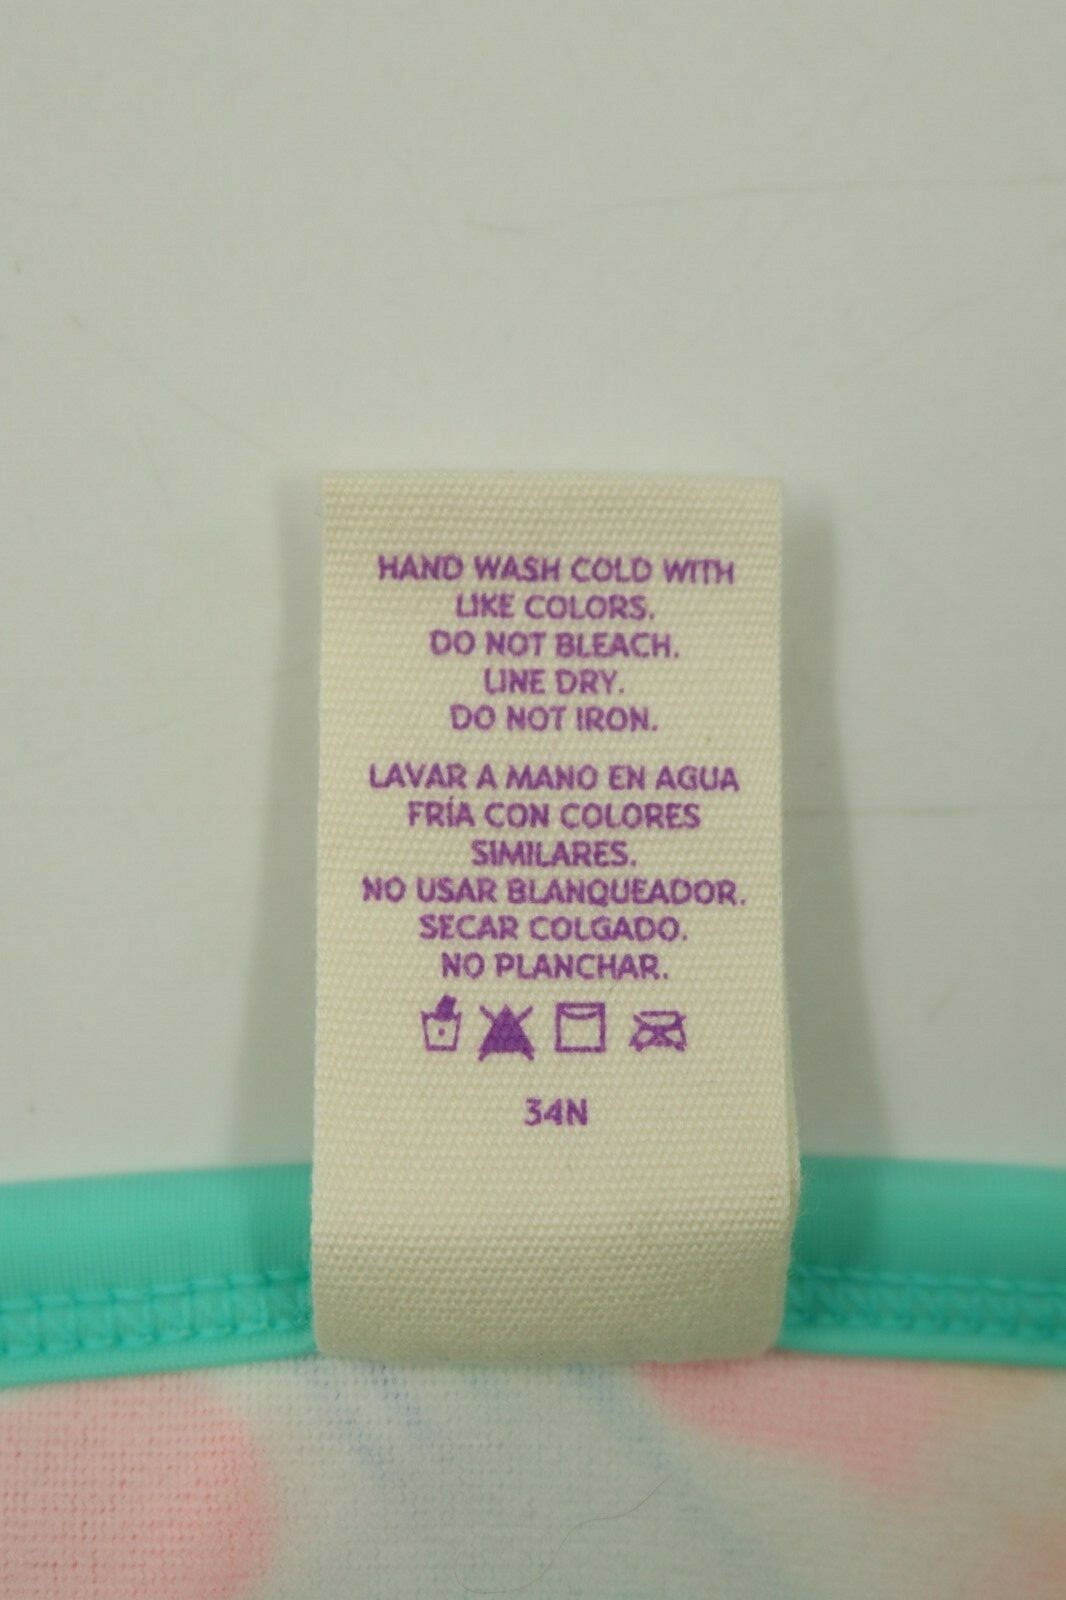 HAND WASH COLD WITH
LIKE COLORS.
DO NOT BLEACH.
LINE DRY.
DO NOT IRON.
LAVAR A MANO EN AGUA
FRÍA CON COLORES
SIMILARES.
NO USAR BLANQUEADOR.
SECAR COLGADO.
NO PLANCHAR.
34N